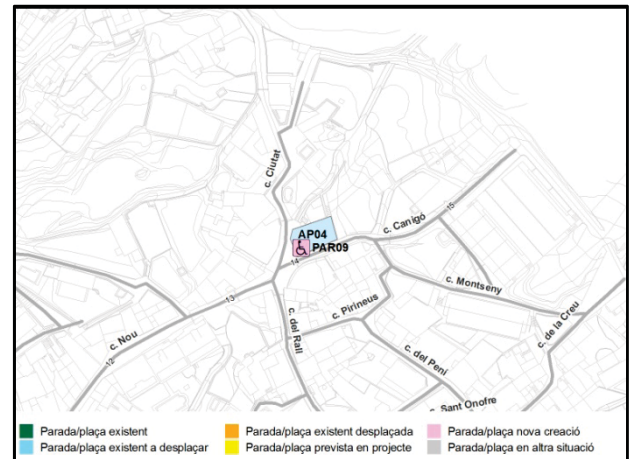 c. Ciutat
AP04
PAR09
c. Canigó
15
14
c. Montseny
13
c. Pirineus
c. de la Creu
c. Nou
c. del Rall
12
c. del Peni
c. Sant Onofre
Parada/plaça existent
Parada/plaça existent desplaçada
Parada/plaça nova creació
Parada/plaça existent a desplaçar
Parada/plaça prevista en projecte
Parada/plaça en altra situació